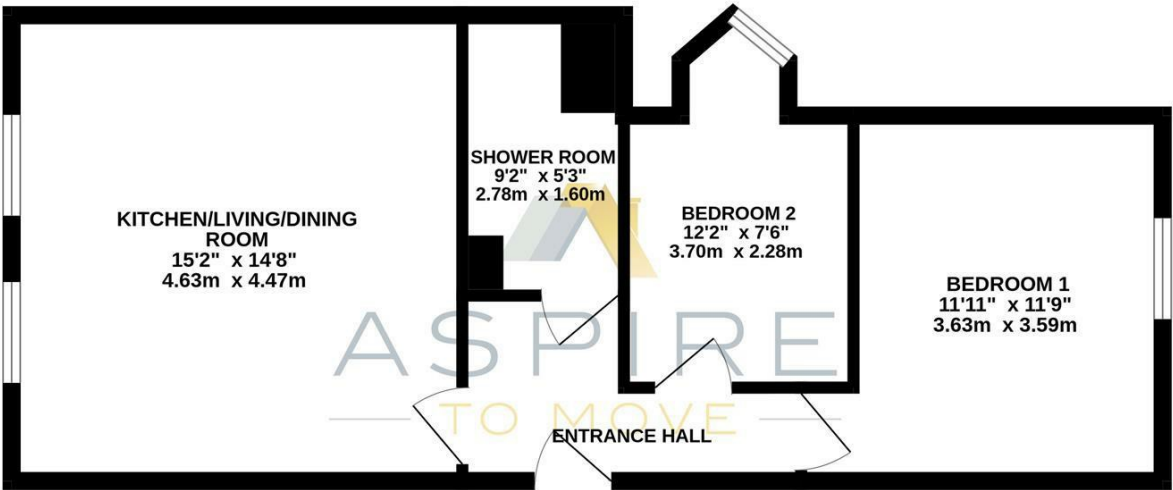 KITCHEN/LIVING/DINING
ROOM
15'2" x 14'8"
4.63m x 4.47m
SHOWER ROOM
9'2" x 5'3"
2.78m x 1.60m
BEDROOM 2
12'2" x 7'6"
3.70m x 2.28m
BEDROOM 1
11'11" x 11'9"
3.63m x 3.59m
ASPIRE
TO MOVE
ENTRANCE HALL